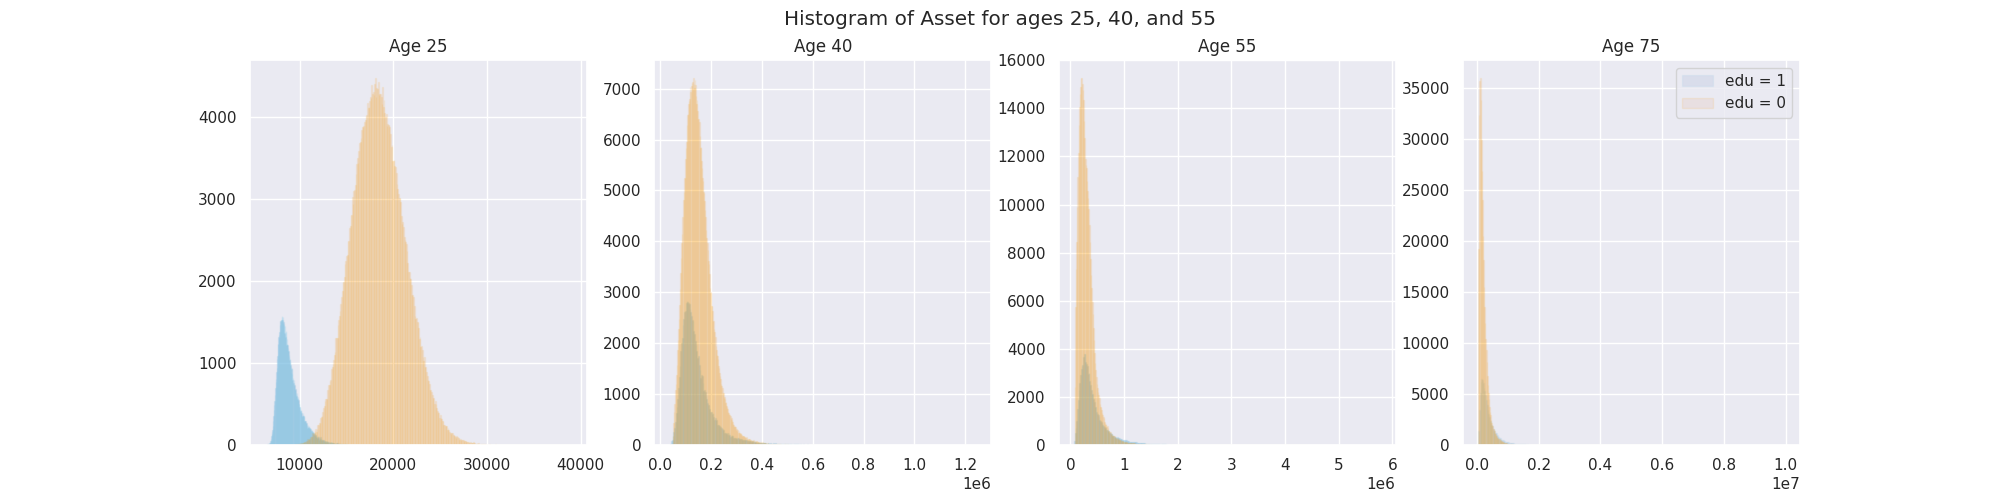 Histogram of Asset for ages 25, 40, and 55
Age 25
4000
3000
2000
1000
0
10000 20000 30000 40000
Age 40
7000
6000
5000
4000
3000
2000
1000
0
0.0 0.2 0.4 0.6 0.8 1.0 1.2
1e6
Age 55
16000
14000
12000
10000
8000
6000
4000
2000
0
0 1 2 3 4 5 6
1e6
Age 75
edu = 1
edu = 0
35000
30000
25000
20000
15000
10000
5000
0
0.0 0.2 0.4 0.6 0.8 1.0
1e7